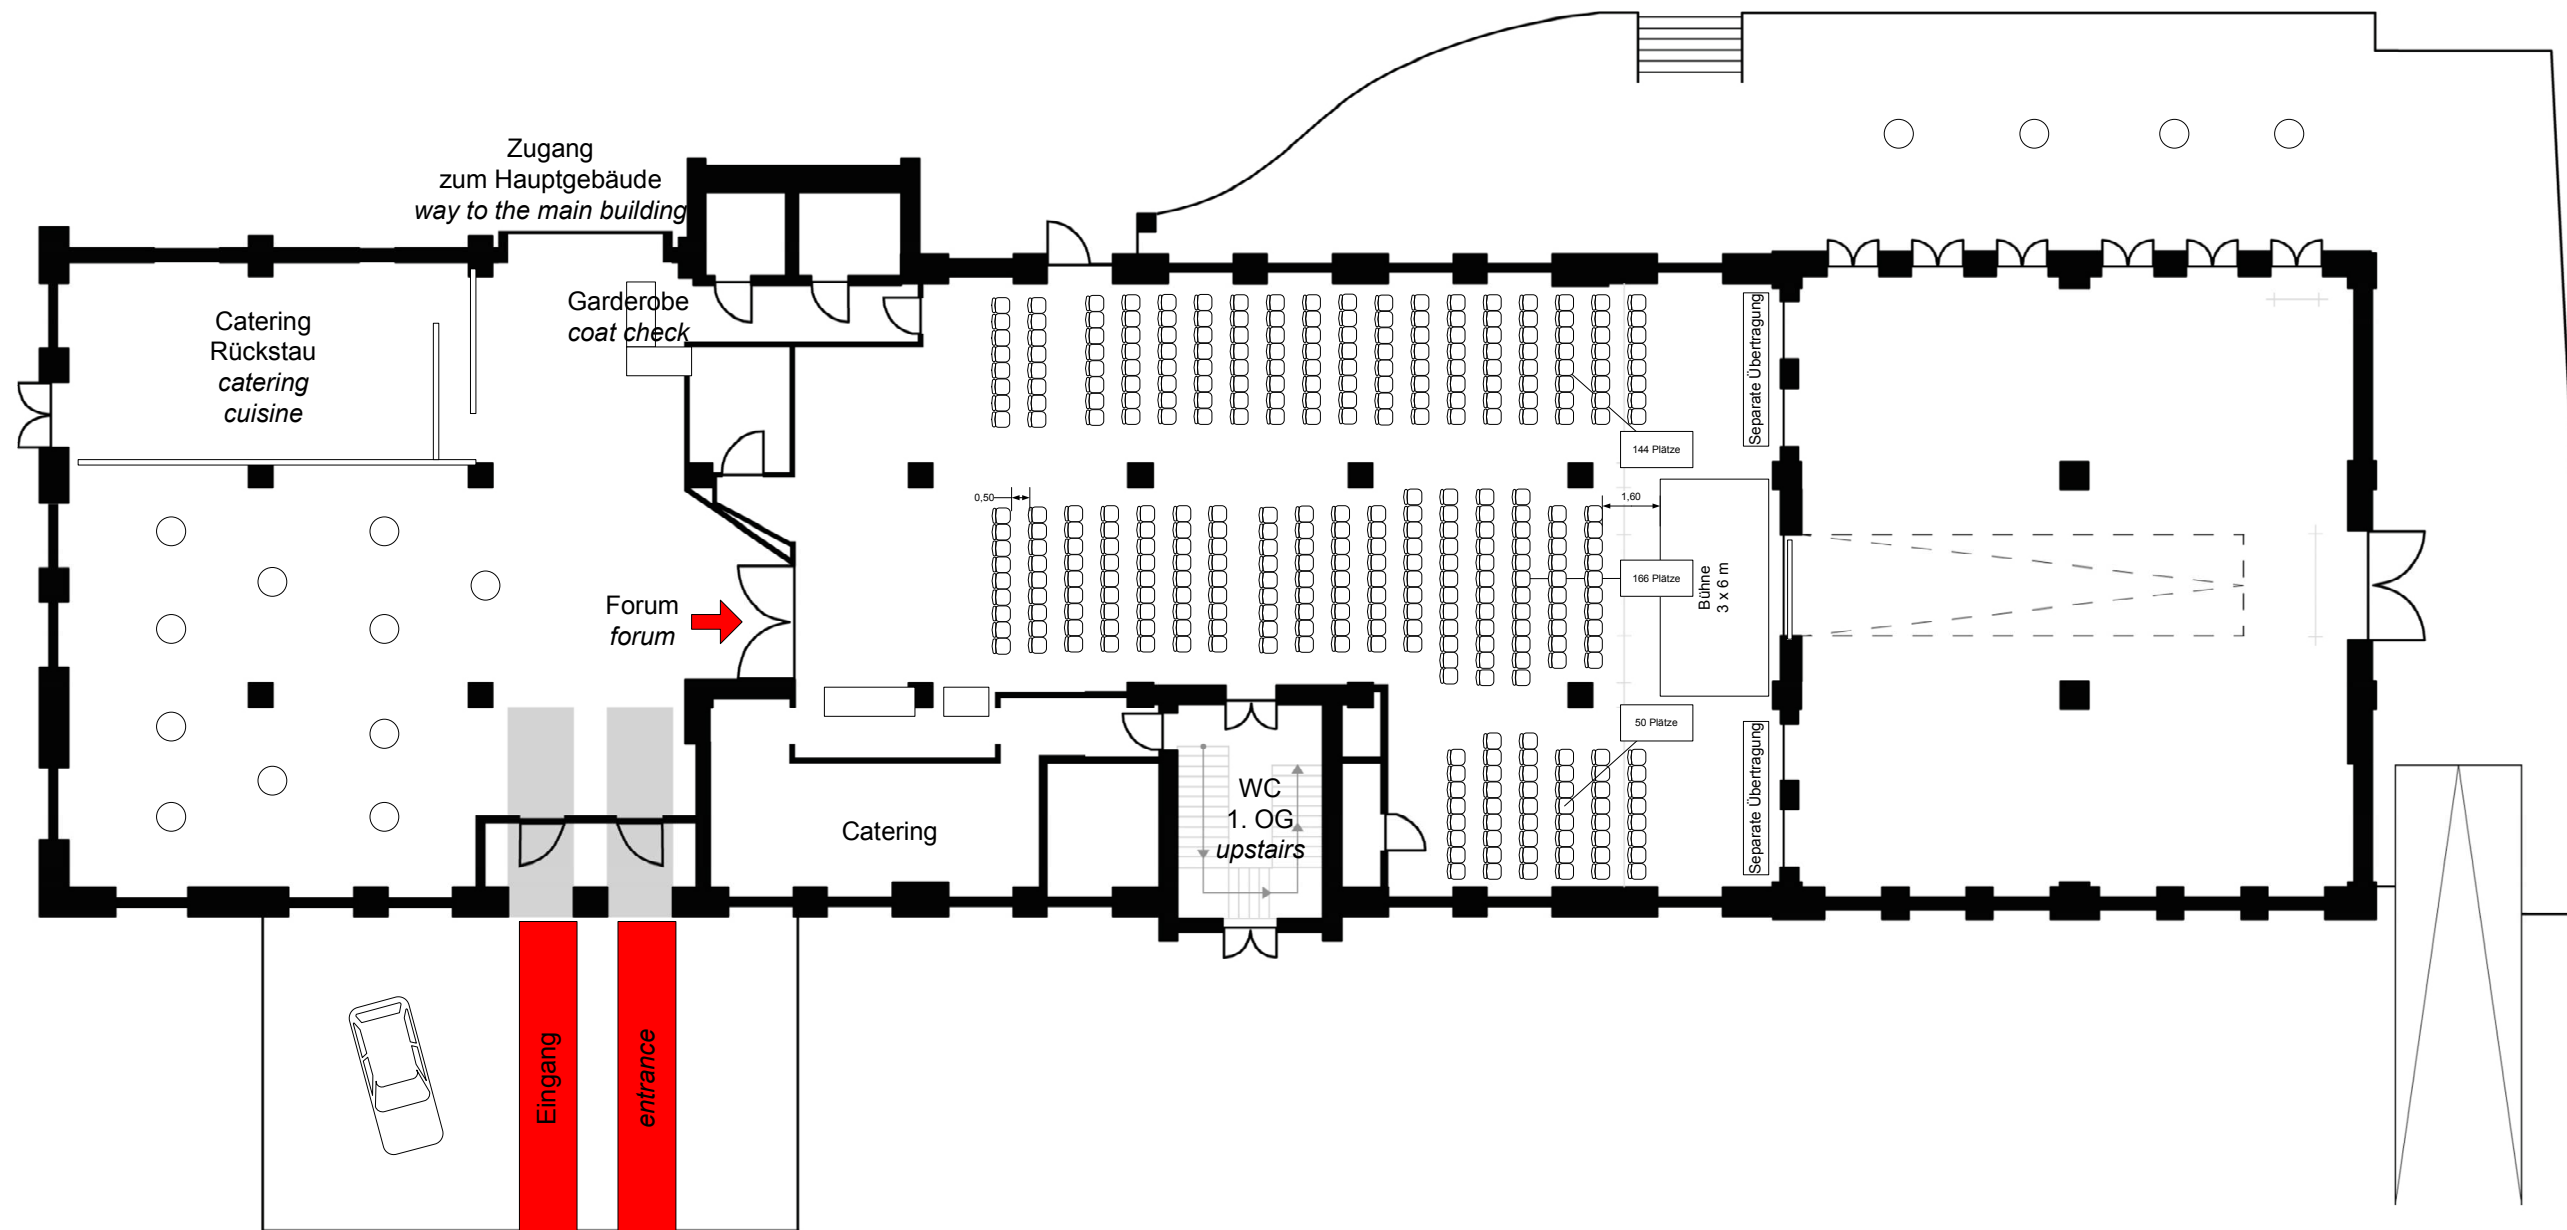 Zugang
zum Hauptgebäude
way to the main building
Catering
Rückstau
catering
cuisine
Garderobe
coat check
Separate Übertragung
144 Plätze
0,50
1,60
166 Plätze
Bühne
3 x 6 m
Forum
forum
50 Plätze
Separate Übertragung
WC
1. OG
upstairs
Catering
Eingang
entrance